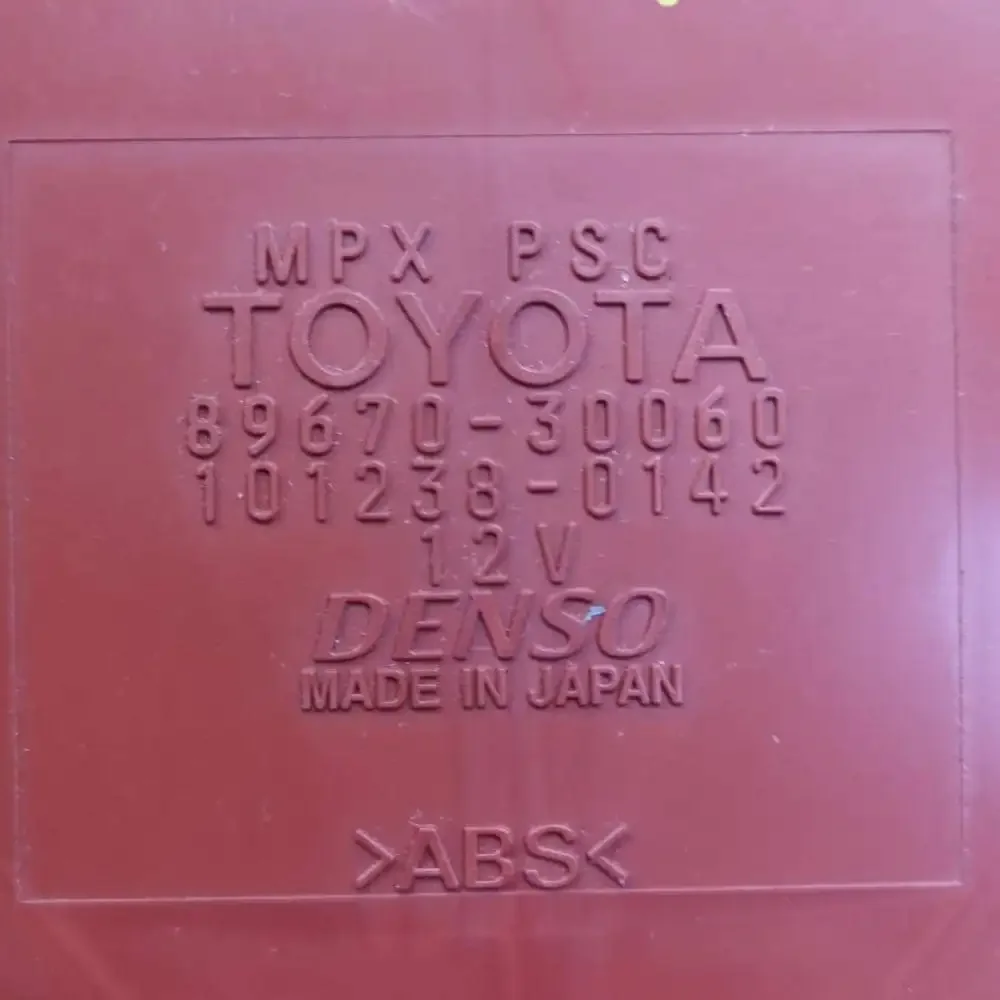 MPX PSC
TOYOTA
89670-30060
101238-0142
12V
DENSO
MADE IN JAPAN
>ABS<